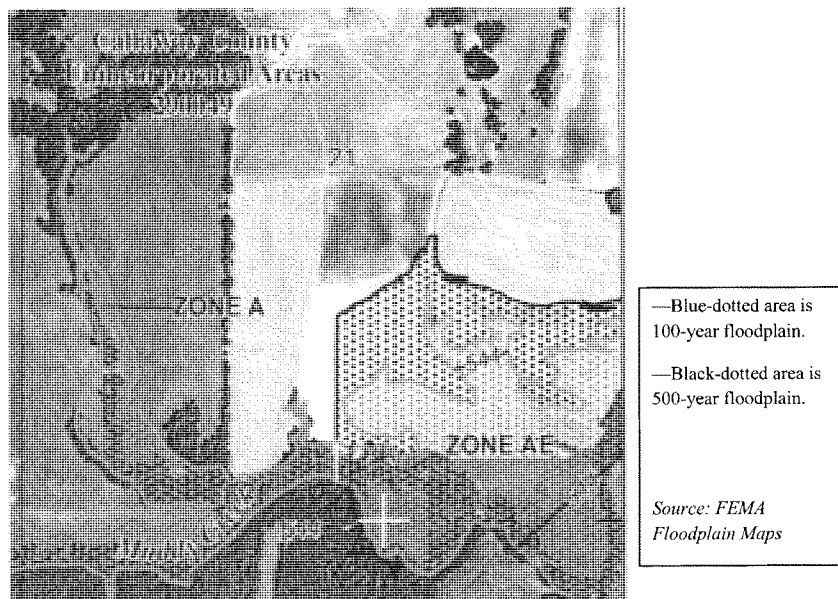 Callaway County
Unincorporated Areas
21
ZONE A
ZONE AE
—Blue-dotted area is
100-year floodplain.
—Black-dotted area is
500-year floodplain.
Source: FEMA
Floodplain Maps